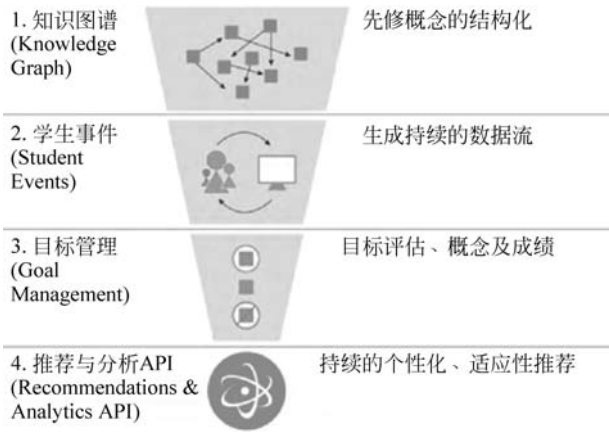 1. 知识图谱
(Knowledge
Graph)
先修概念的结构化
2. 学生事件
(Student
Events)
生成持续的数据流
3. 目标管理
(Goal
Management)
目标评估、概念及成绩
4. 推荐与分析API
(Recommendations &
Analytics API)
持续的个性化、适应性推荐